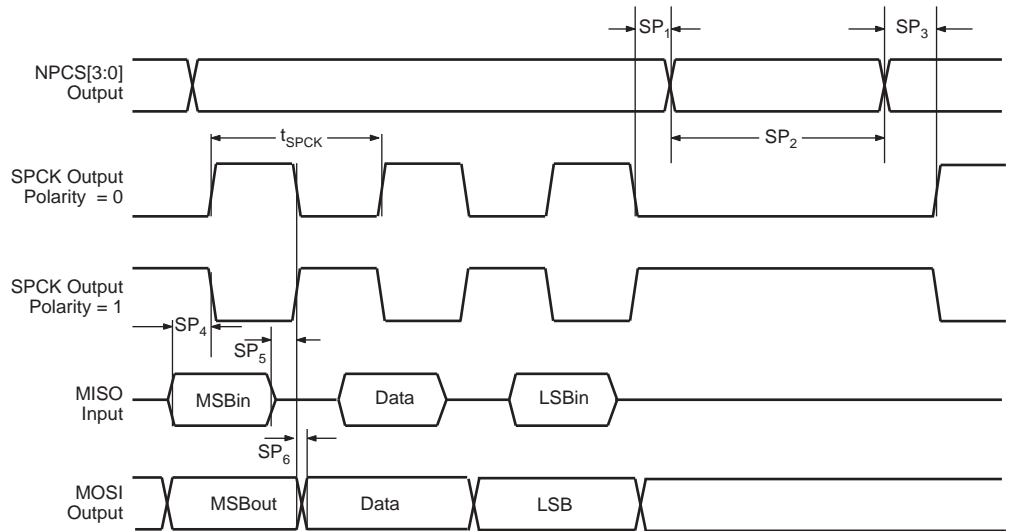 SP1
SP3
NPCS[3:0]
Output
tSPCK
SP2
SPCK Output
Polarity = 0
SPCK Output
Polarity = 1
SP4
SP5
MISO
Input
MSBin
Data
LSBin
SP6
MOSI
Output
MSBout
Data
LSB